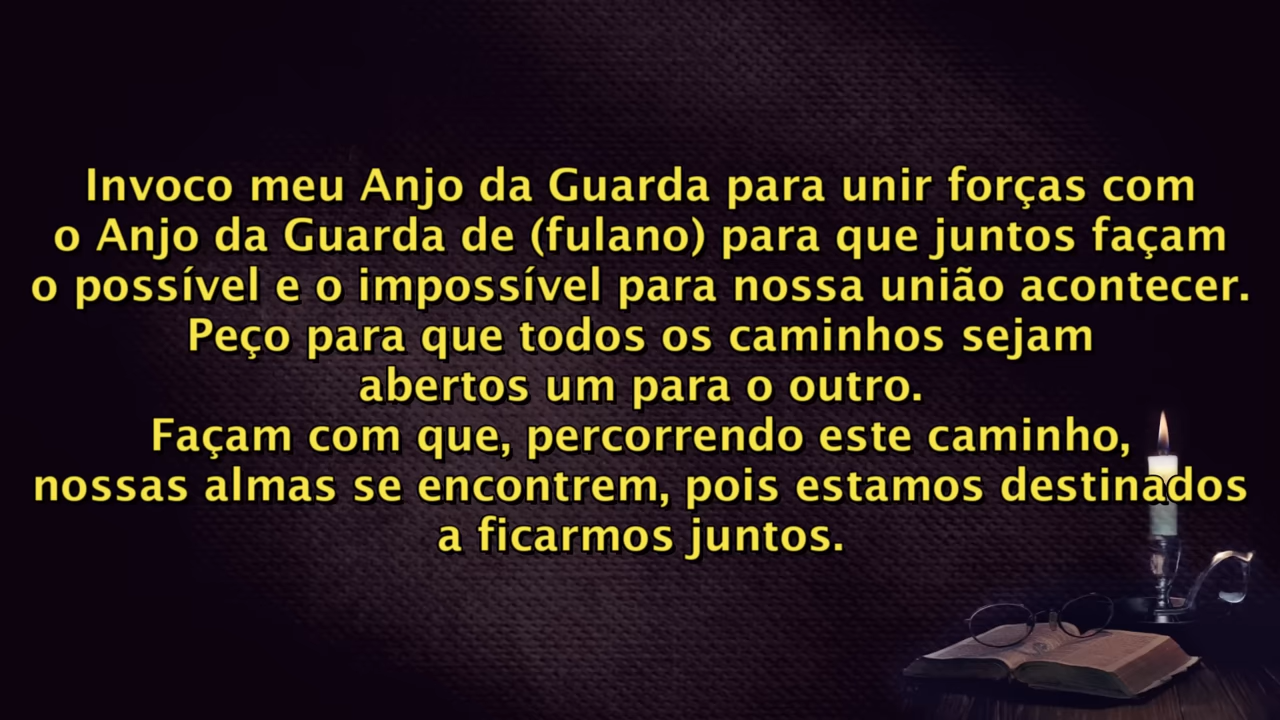 Invoco meu Anjo da Guarda para unir forças com
o Anjo da Guarda de (fulano) para que juntos façam
o possível e o impossível para nossa união acontecer.
Peço para que todos os caminhos sejam
abertos um para o outro.
Façam com que, percorrendo este caminho,
nossas almas se encontrem, pois estamos destinados
a ficarmos juntos.